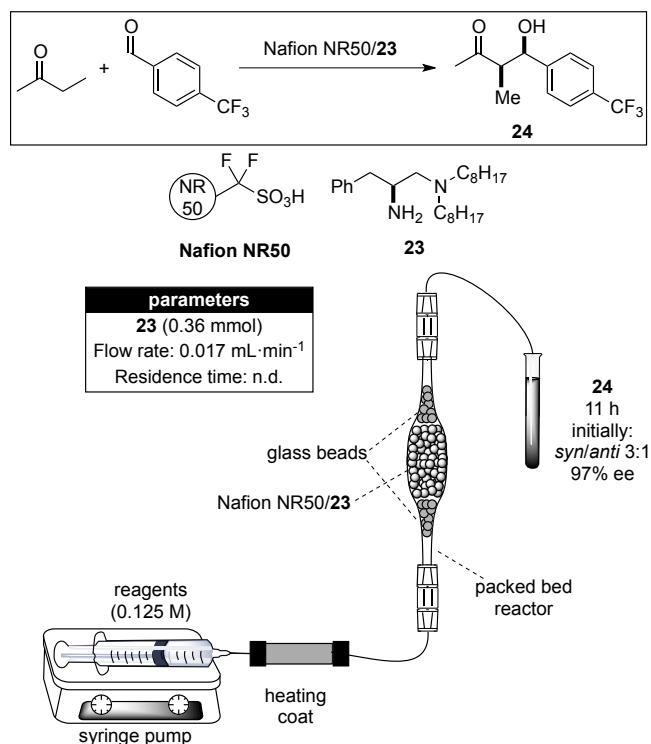 O
+
O
CF3
Nafion NR50/23
O OH
Me
CF3
24
NR
50
F F
SO3H
Nafion NR50
Ph
NH2
N
C8H17
C8H17
23
parameters
23 (0.36 mmol)
Flow rate: 0.017 mL·min-1
Residence time: n.d.
24
11 h
initially:
syn/anti 3:1
97% ee
glass beads
Nafion NR50/23
packed bed
reactor
reagents
(0.125 M)
heating
coat
syringe pump